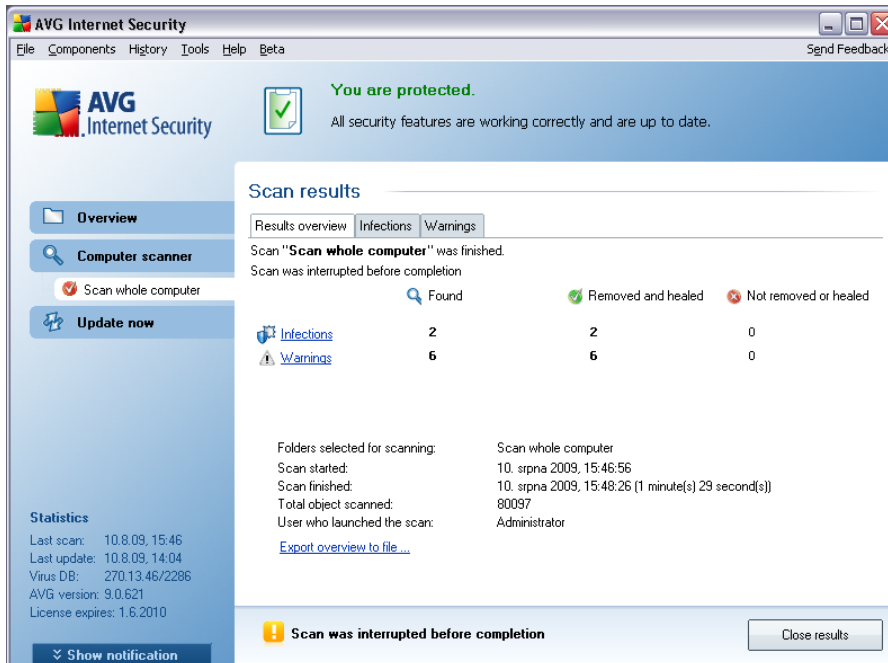 AVG Internet Security
File Components History Tools Help Beta
Send Feedback
AVG
Internet Security
You are protected.
All security features are working correctly and are up to date.
Overview
Computer scanner
Scan whole computer
Update now
Scan results
Results overview Infections Warnings
Scan "Scan whole computer" was finished.
Scan was interrupted before completion
Found Removed and healed Not removed or healed
Infections 2 2 0
Warnings 6 6 0
Folders selected for scanning: Scan whole computer
Scan started: 10. srpna 2009, 15:46:56
Scan finished: 10. srpna 2009, 15:48:26 (1 minute(s) 29 second(s))
Total object scanned: 80097
User who launched the scan: Administrator
Export overview to file ...
Statistics
Last scan: 10.8.09, 15:46
Last update: 10.8.09, 14:04
Virus DB: 270.13.46/2286
AVG version: 9.0.621
License expires: 1.6.2010
Show notification
Scan was interrupted before completion
Close results